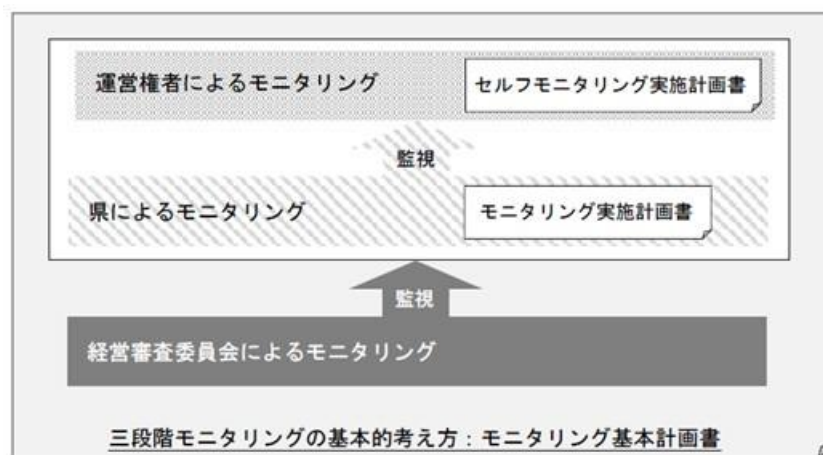 運営権者によるモニタリング
セルフモニタリング実施計画書
監視
県によるモニタリング
モニタリング実施計画書
監視
経営審査委員会によるモニタリング
三段階モニタリングの基本的考え方：モニタリング基本計画書